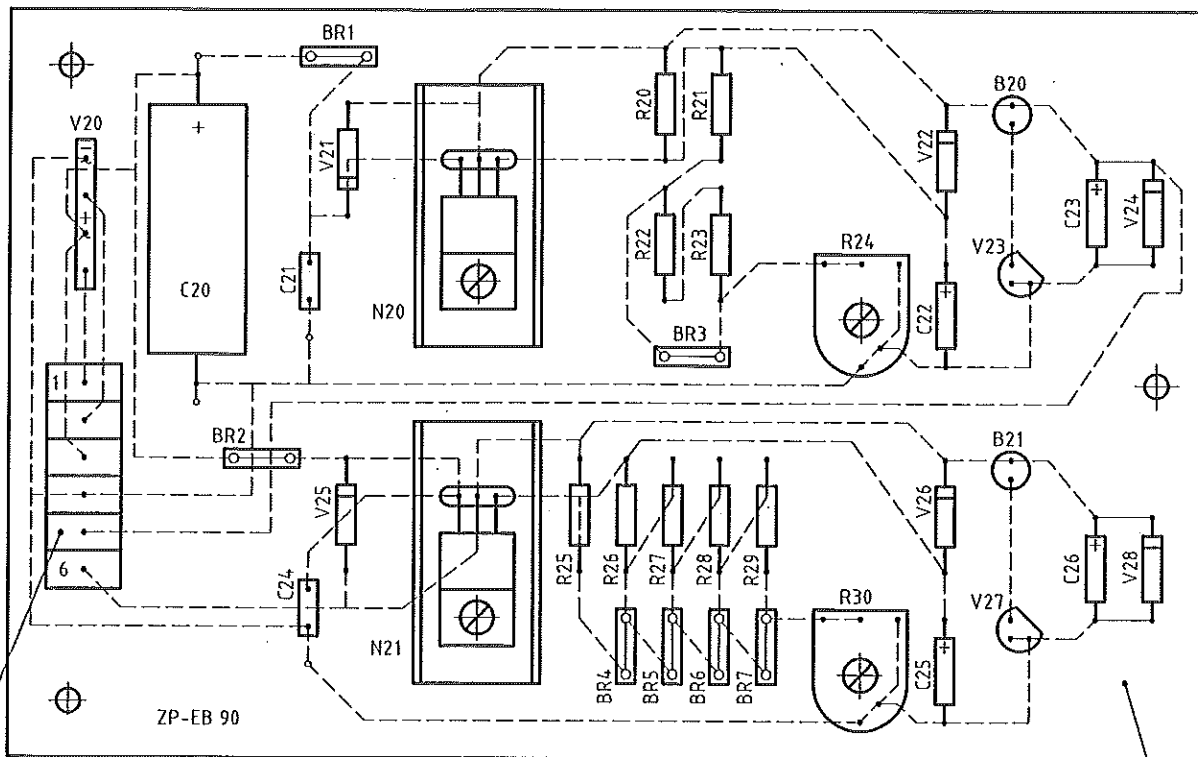 BR1
V20
-
+
+
C20
V21
C21
N20
R20
R21
R22
R23
BR3
R24
V22
C22
B20
V23
C23
+
V24
1
6
BR2
V25
C24
N21
R25
R26
R27
R28
R29
BR4
BR5
BR6
BR7
R30
V26
C25
+
B21
V27
C26
+
V28
ZP-EB 90